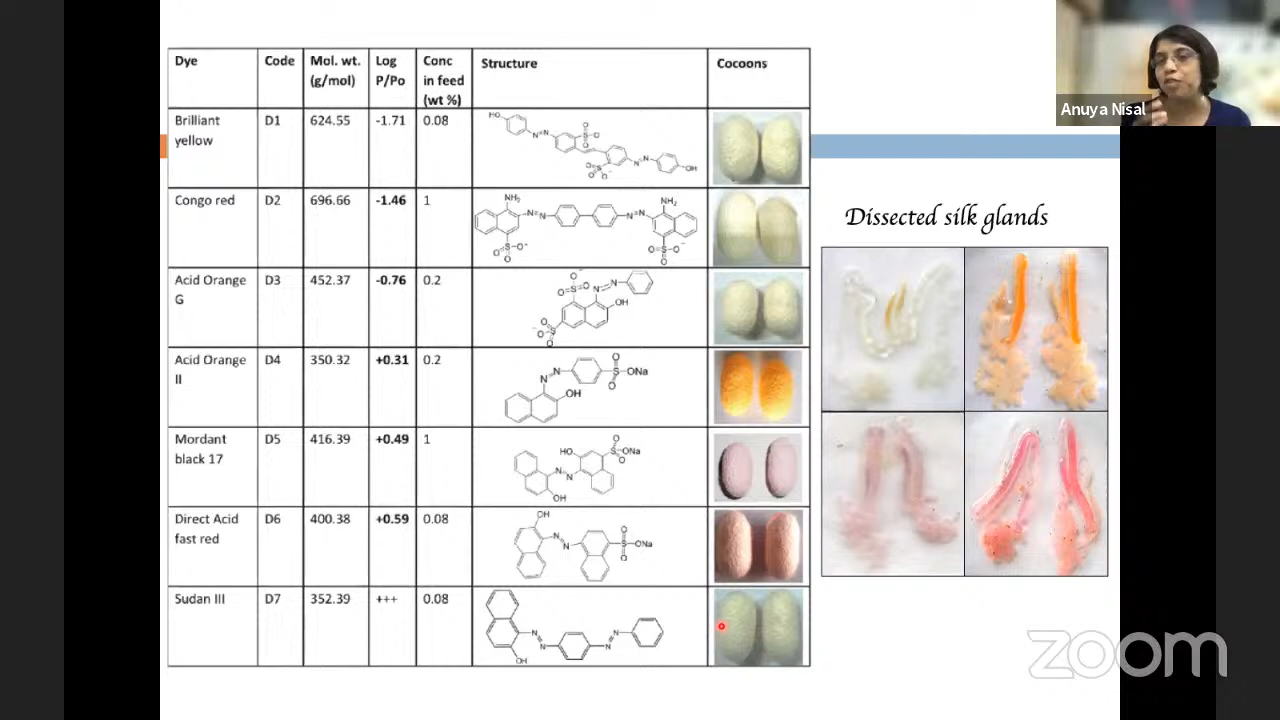 Dye Code Mol. wt. (g/mol) Log P/Po Conc in feed (wt %) Structure Cocoons
Brilliant yellow D1 624.55 -1.71 0.08
Congo red D2 696.66 -1.46 1
Acid Orange G D3 452.37 -0.76 0.2
Acid Orange II D4 350.32 +0.31 0.2
Mordant black 17 D5 416.39 +0.49 1
Direct Acid fast red D6 400.38 +0.59 0.08
Sudan III D7 352.39 +++ 0.08
Dissected silk glands
Anuya Nisal
zoom